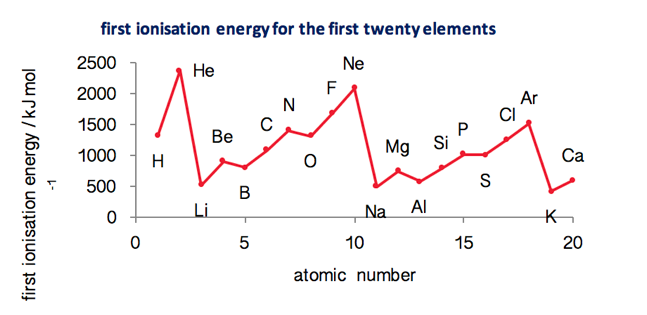 first ionisation energy for the first twenty elements
first ionisation energy / kJ mol
-1
2500
2000
1500
1000
500
0
He
Ne
H
Li
Be
B
C
N
O
F
Na
Mg
Al
Si
P
S
Cl
Ar
K
Ca
0 5 10 15 20
atomic number